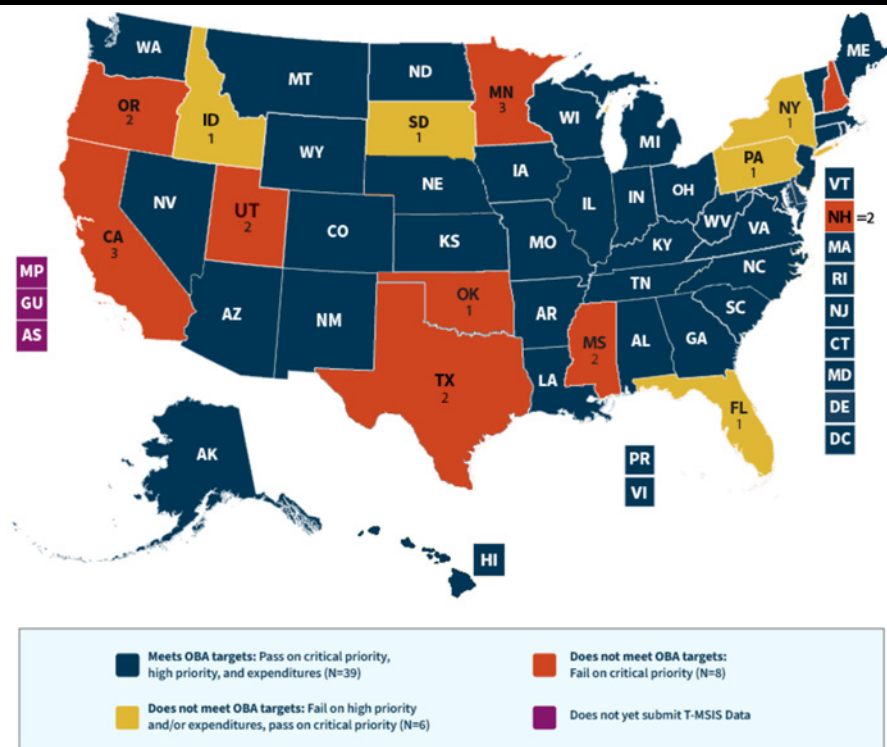 WA
MT
ND
MN
3
ME
OR
2
ID
1
SD
1
WI
NY
1
WY
MI
PA
1
IA
NE
NV
UT
2
CO
IL
IN
OH
WV
VA
VT
NH =2
MA
RI
NJ
CT
MD
DE
DC
CA
3
KS
MO
KY
NC
TN
MP
GU
AS
AZ
NM
OK
1
AR
SC
MS
2
AL
GA
TX
2
LA
FL
1
AK
PR
VI
HI
Meets OBA targets: Pass on critical priority,
high priority, and expenditures (N=39)
Does not meet OBA targets: Fail on high priority
and/or expenditures, pass on critical priority (N=6)
Does not meet OBA targets:
Fail on critical priority (N=8)
Does not yet submit T-MSIS Data